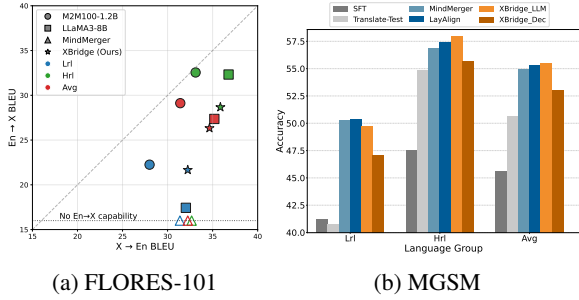 M2M100-1.2B
LLaMA3-8B
MindMerger
XBridge (Ours)
Lrl
Hrl
Avg
No En→X capability
En→ X BLEU
40
35
30
25
20
15
15 20 25 30 35 40
X → En BLEU
(a) FLORES-101
SFT
Translate-Test
MindMerger
LayAlign
XBridge_LLM
XBridge_Dec
Accuracy
57.5
55.0
52.5
50.0
47.5
45.0
42.5
40.0
Lrl Hrl Avg
Language Group
(b) MGSM